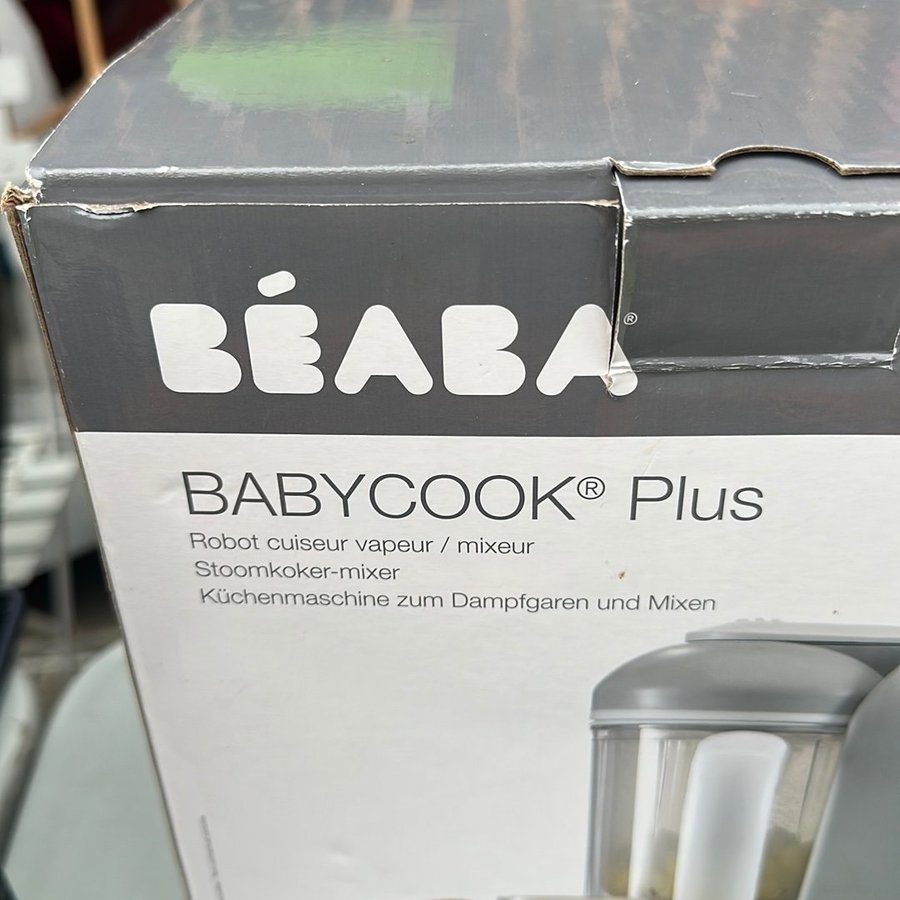 BÉABA®
BABYCOOK® Plus
Robot cuiseur vapeur / mixeur
Stoomkoker-mixer
Küchenmaschine zum Dampfgaren und Mixen